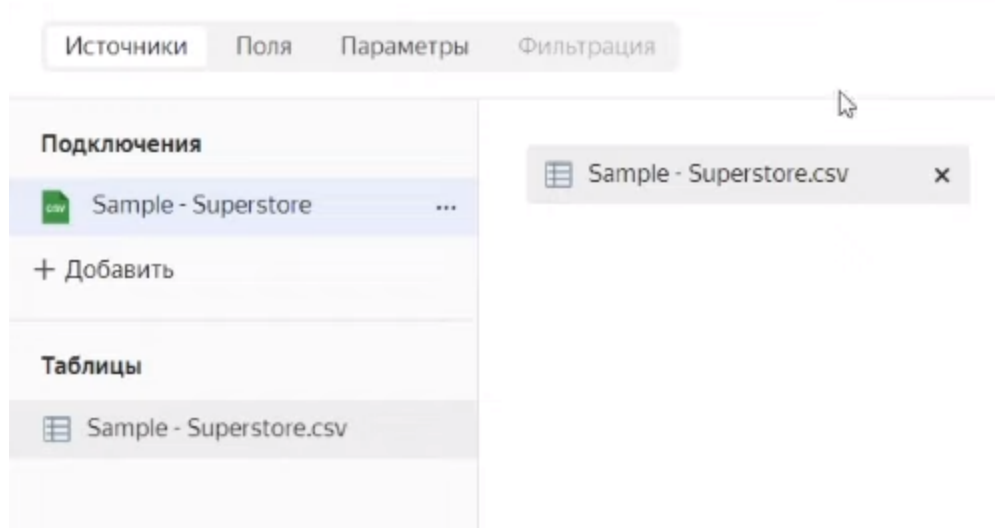 Источники Поля Параметры Фильтрация
Подключения
csv Sample - Superstore ...
+ Добавить
Таблицы
Sample - Superstore.csv
Sample - Superstore.csv ×